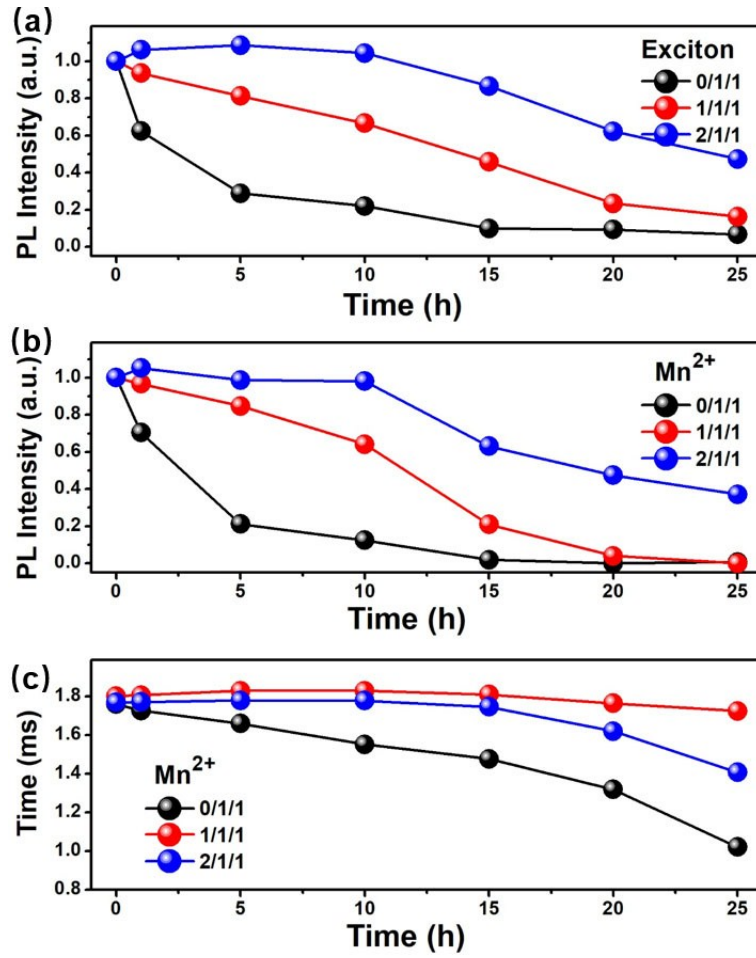 (a)
PL Intensity (a.u.)
1.0
0.8
0.6
0.4
0.2
0.0
Exciton
0/1/1
1/1/1
2/1/1
0 5 10 15 20 25
Time (h)
(b)
PL Intensity (a.u.)
1.0
0.8
0.6
0.4
0.2
0.0
Mn²⁺
0/1/1
1/1/1
2/1/1
0 5 10 15 20 25
Time (h)
(c)
Time (ms)
1.8
1.6
1.4
1.2
1.0
0.8
Mn²⁺
0/1/1
1/1/1
2/1/1
0 5 10 15 20 25
Time (h)